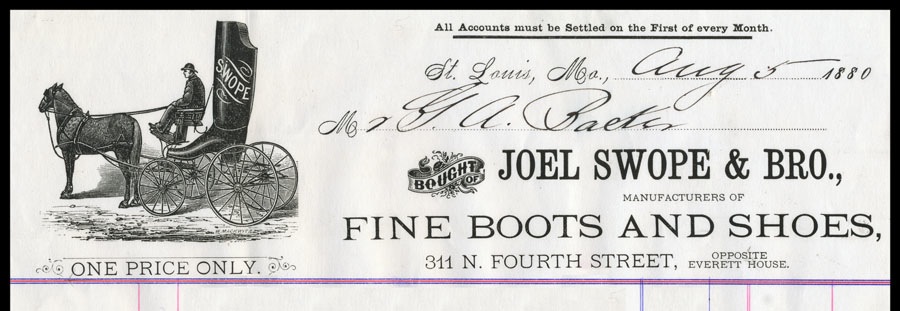 All Accounts must be Settled on the First of every Month.
St. Louis, Mo., Aug 5 1880
Mr G. A.
SWOPE
BOUGHT OF
JOEL SWOPE & BRO.,
MANUFACTURERS OF
FINE BOOTS AND SHOES,
311 N. FOURTH STREET, OPPOSITE EVERETT HOUSE.
ONE PRICE ONLY.